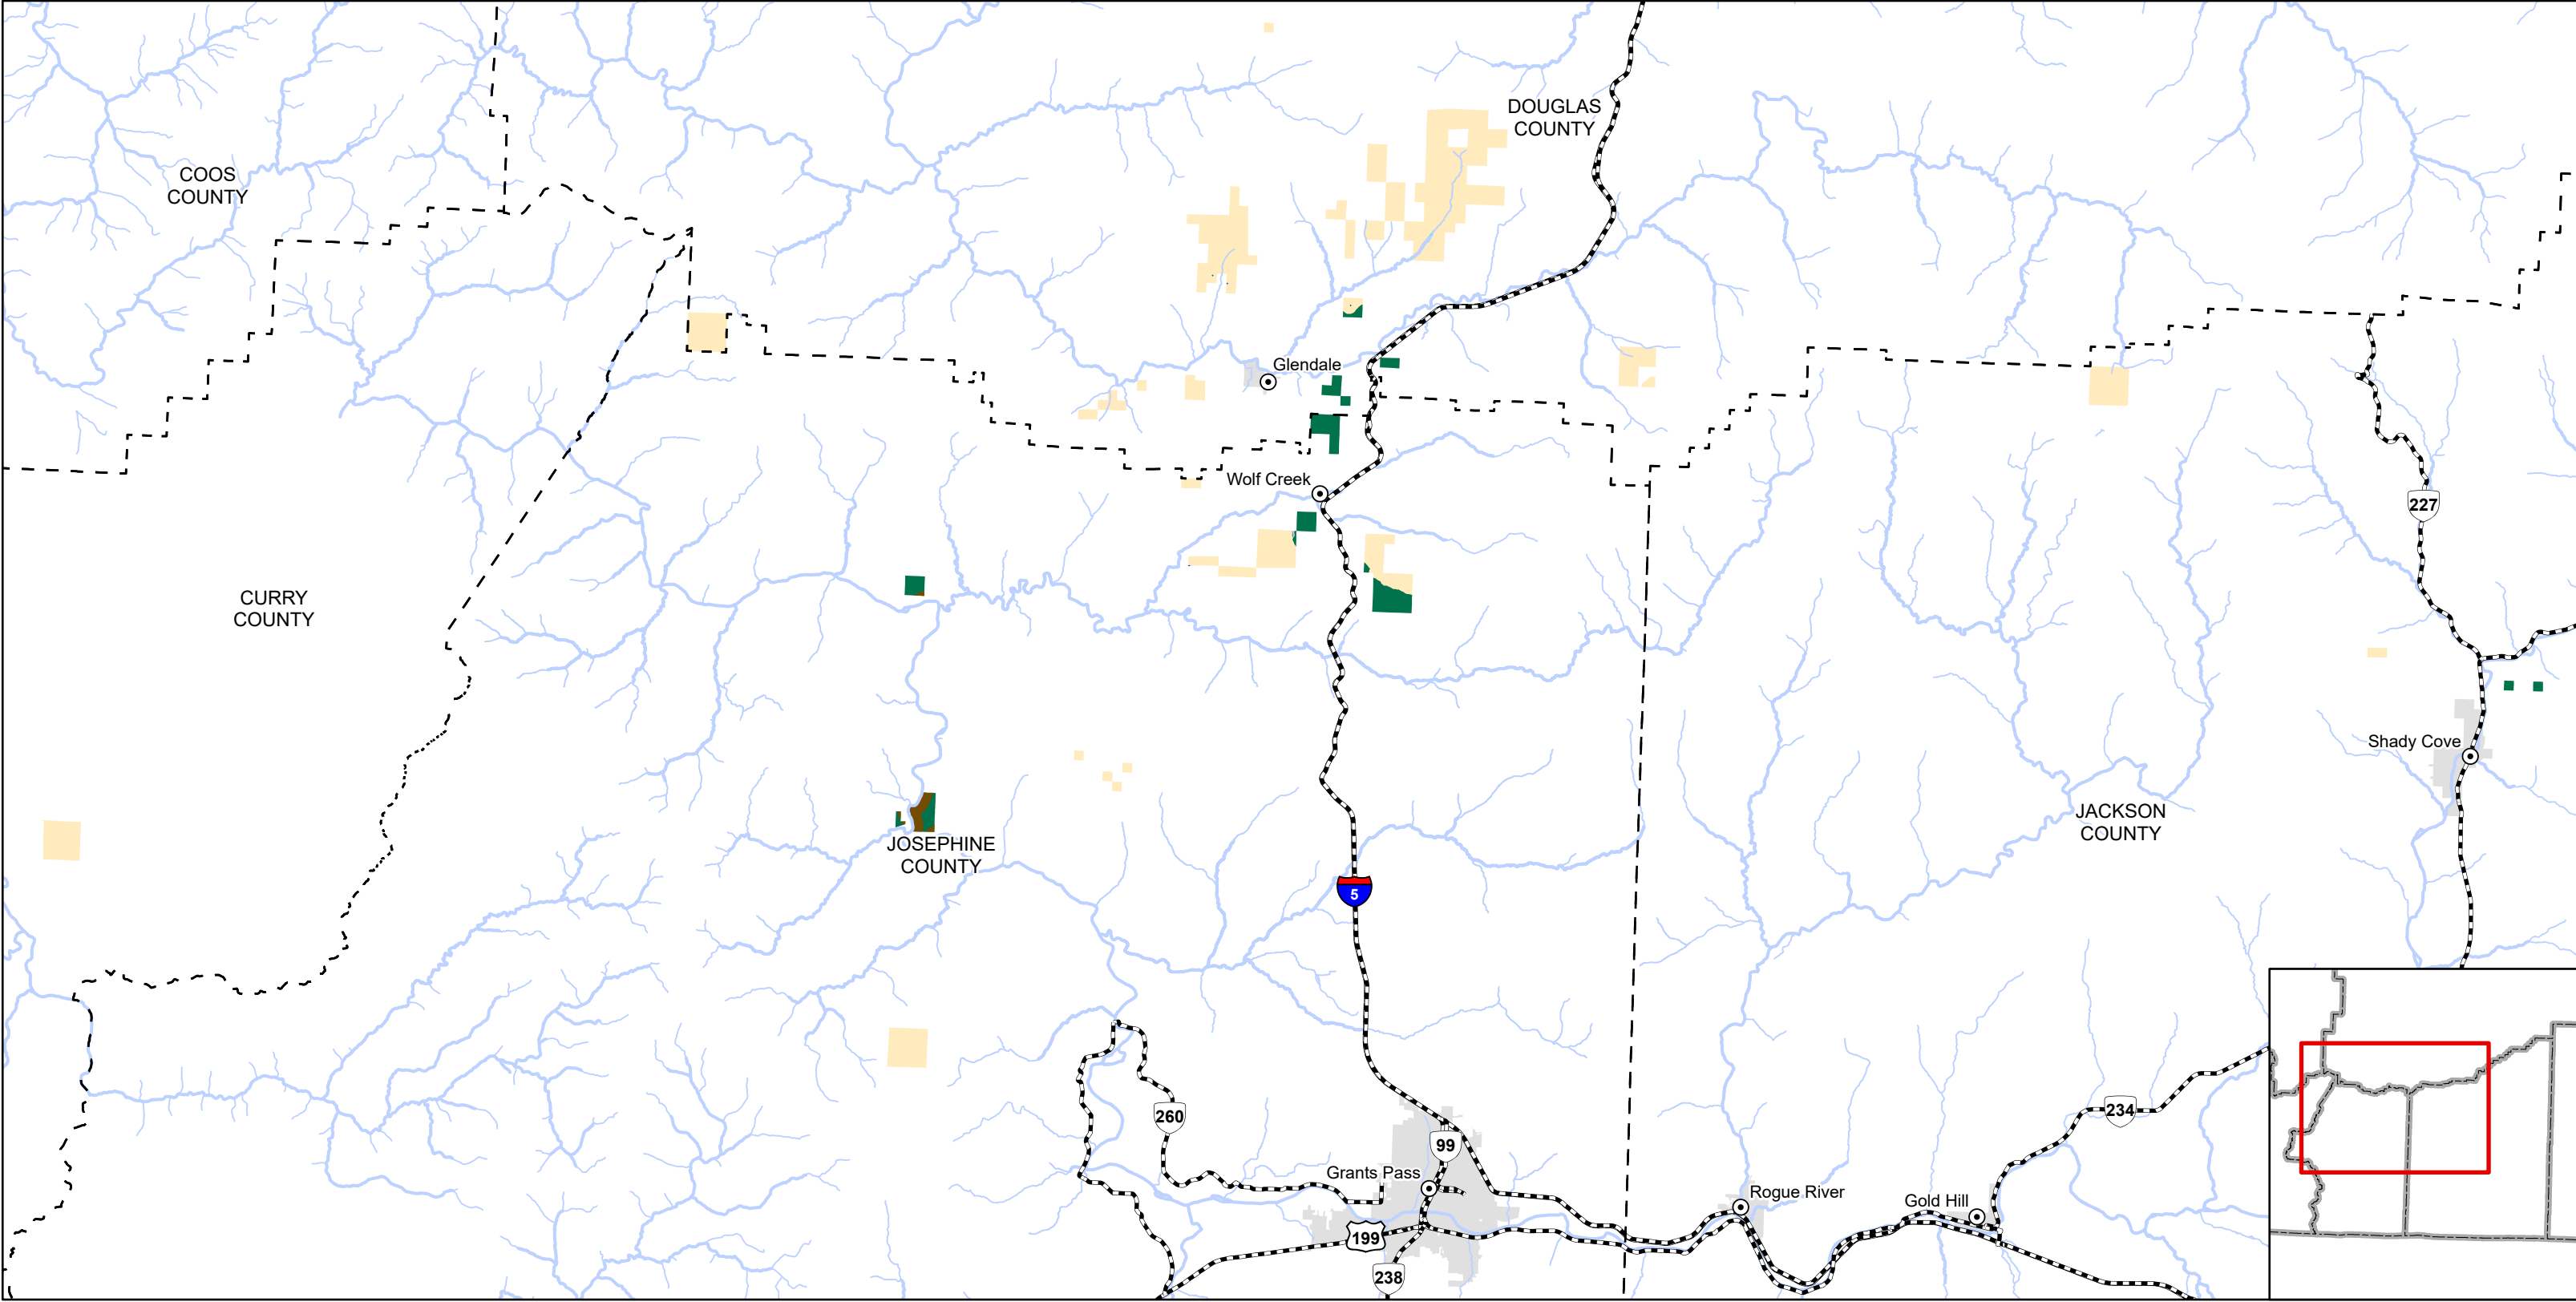 DOUGLAS
COUNTY
COOS
COUNTY
Glendale
Wolf Creek
227
CURRY
COUNTY
Shady Cove
JOSEPHINE
COUNTY
JACKSON
COUNTY
5
260
234
99
Grants Pass
Rogue River
Gold Hill
199
238